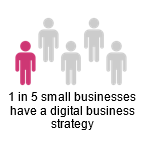 1 in 5 small businesses
have a digital business
strategy